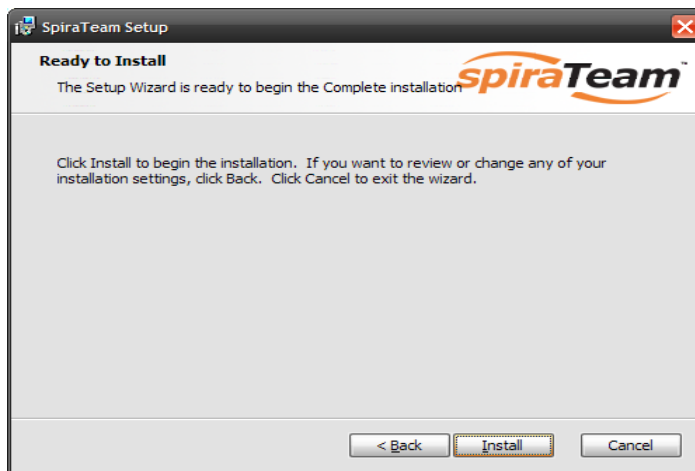 SpiraTeam Setup
Ready to Install
The Setup Wizard is ready to begin the Complete installation
spiraTeam™
Click Install to begin the installation. If you want to review or change any of your
installation settings, click Back. Click Cancel to exit the wizard.
< Back
Install
Cancel